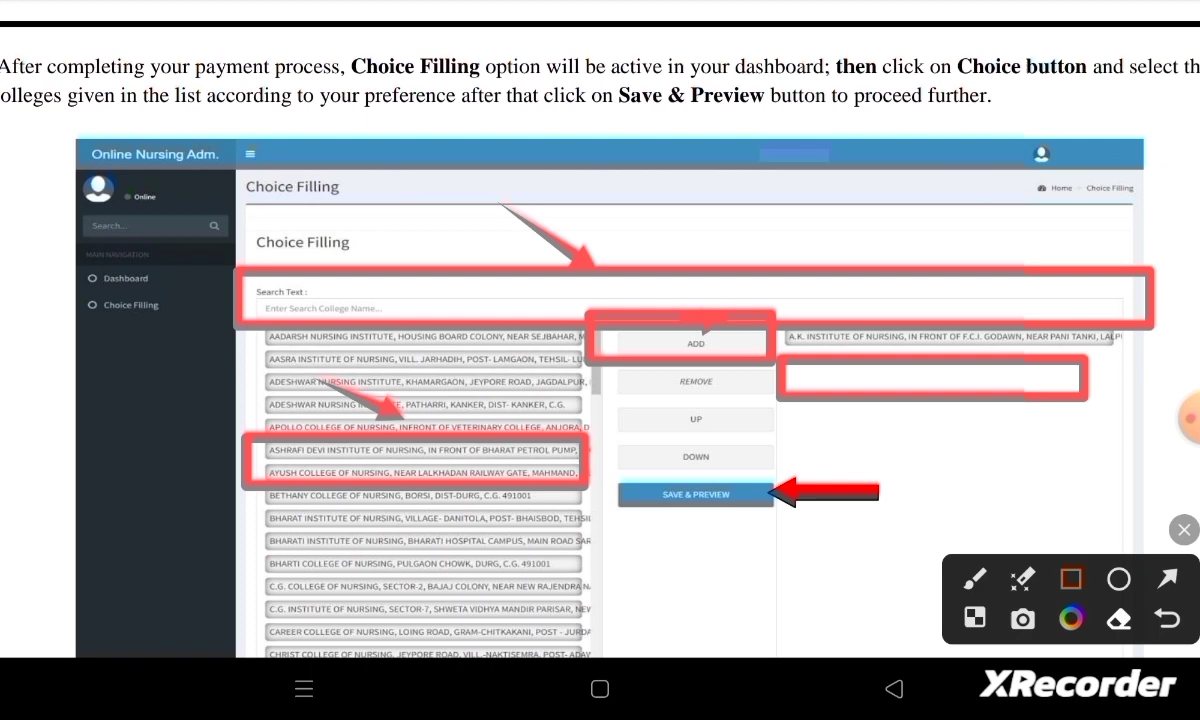 After completing your payment process, Choice Filling option will be active in your dashboard; then click on Choice button and select th
olleges given in the list according to your preference after that click on Save & Preview button to proceed further.
Online Nursing Adm.
Online
Search...
MAIN NAVIGATION
Dashboard
Choice Filling
Choice Filling
Home - Choice Filling
Choice Filling
Search Text :
Enter Search College Name...
AADARSH NURSING INSTITUTE, HOUSING BOARD COLONY, NEAR SEJBAHAR, M
AASRA INSTITUTE OF NURSING, VILL. JARHADIH, POST- LAMGAON, TEHSIL- LU
ADESHWAR NURSING INSTITUTE, KHAMARGAON, JEYPORE ROAD, JAGDALPUR,
ADESHWAR NURSING PATHARRI, KANKER, DIST- KANKER, C.G.
APOLLO COLLEGE OF NURSING, INFRONT OF VETERINARY COLLEGE, ANJORA, D
ASHRAFI DEVI INSTITUTE OF NURSING, IN FRONT OF BHARAT PETROL PUMP,
AYUSH COLLEGE OF NURSING, NEAR LALKHADAN RAILWAY GATE, MAHMAND,
BETHANY COLLEGE OF NURSING, BORSI, DIST-DURG, C.G. 491001
BHARAT INSTITUTE OF NURSING, VILLAGE- DANITOLA, POST- BHAISBOD, TEHSIL
BHARATI INSTITUTE OF NURSING, BHARATI HOSPITAL CAMPUS, MAIN ROAD SAR
BHARTI COLLEGE OF NURSING, PULGAON CHOWK, DURG, C.G. 491001
C.G. COLLEGE OF NURSING, SECTOR-2, BAJAJ COLONY, NEAR NEW RAJENDRA NA
C.G. INSTITUTE OF NURSING, SECTOR-7, SHWETA VIDHYA MANDIR PARISAR, NEW
CAREER COLLEGE OF NURSING, LOING ROAD, GRAM-CHITKAKANI, POST - JURDA
CHRIST COLLEGE OF NURSING, JEYPORE ROAD, VILL.-NAKTISEMRA, POST- ADAW
ADD
REMOVE
UP
DOWN
SAVE & PREVIEW
A.K. INSTITUTE OF NURSING, IN FRONT OF F.C.I. GODAWN, NEAR PANI TANKI, LALP
XRecorder